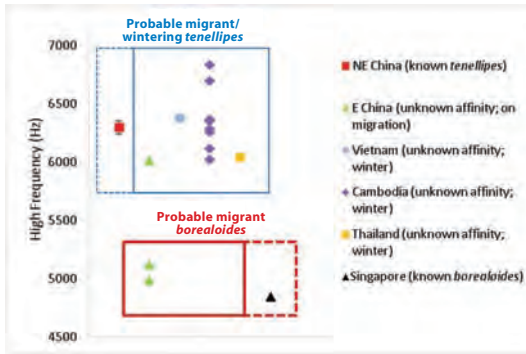 Probable migrant/
wintering tenellipes
7000
6500
6000
5500
5000
4500
High Frequency (Hz)
Probable migrant
borealoides
NE China (known tenellipes)
E China (unknown affinity; on
migration)
Vietnam (unknown affinity;
winter)
Cambodia (unknown affinity;
winter)
Thailand (unknown affinity;
winter)
Singapore (known borealoides)